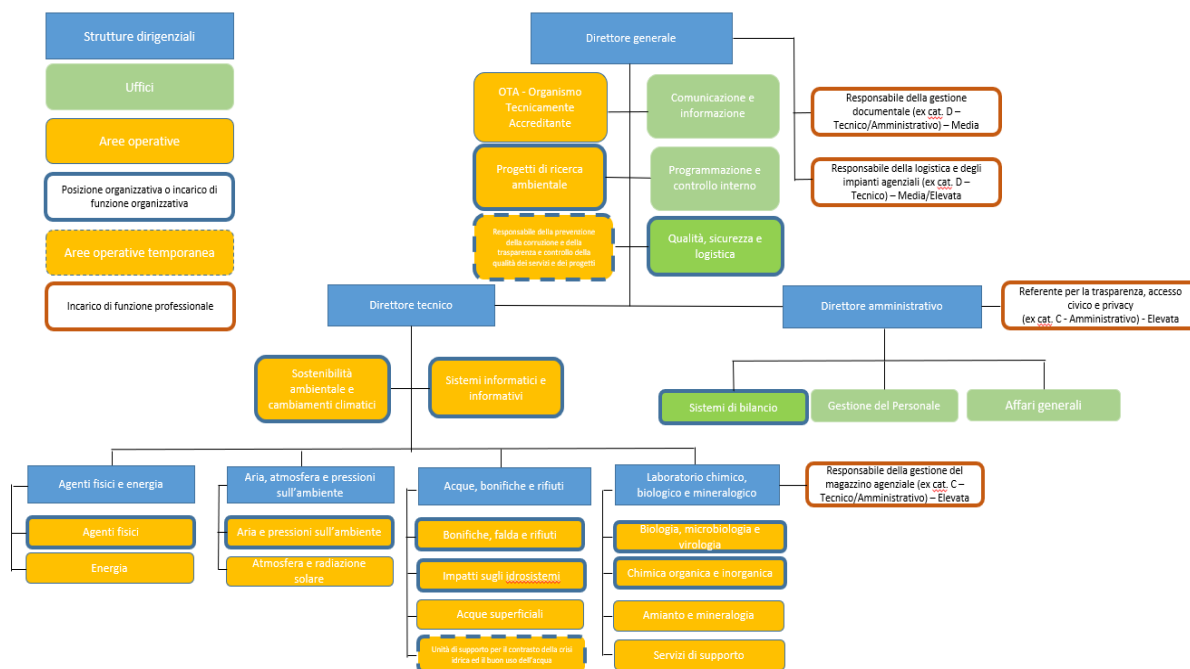 Strutture dirigenziali
Uffici
Aree operative
Posizione organizzativa o incarico di
funzione organizzativa
Aree operative temporanea
Incarico di funzione professionale
Direttore generale
OTA - Organismo
Tecnicamente
Accreditante
Comunicazione e
informazione
Progetti di ricerca
ambientale
Programmazione e
controllo interno
Responsabile della prevenzione
della corruzione e della
trasparenza e controllo della
qualità dei servizi e dei progetti
Qualità, sicurezza e
logistica
Responsabile della gestione
documentale (ex cat. D –
Tecnico/Amministrativo) – Media
Responsabile della logistica e degli
impianti agenziali (ex cat. D –
Tecnico) – Media/Elevata
Direttore tecnico
Direttore amministrativo
Referente per la trasparenza, accesso
civico e privacy
(ex cat. C - Amministrativo) - Elevata
Sostenibilità
ambientale e
cambiamenti climatici
Sistemi informatici e
informativi
Sistemi di bilancio
Gestione del Personale
Affari generali
Agenti fisici e energia
Agenti fisici
Energia
Aria, atmosfera e pressioni
sull'ambiente
Aria e pressioni sull'ambiente
Atmosfera e radiazione
solare
Acque, bonifiche e rifiuti
Bonifiche, falda e rifiuti
Impatti sugli idrosistemi
Acque superficiali
Unità di supporto per il contrasto della crisi
idrica ed il buon uso dell'acqua
Laboratorio chimico,
biologico e mineralogico
Biologia, microbiologia e
virologia
Chimica organica e inorganica
Amianto e mineralogia
Servizi di supporto
Responsabile della gestione del
magazzino agenziale (ex cat. C –
Tecnico/Amministrativo) – Elevata